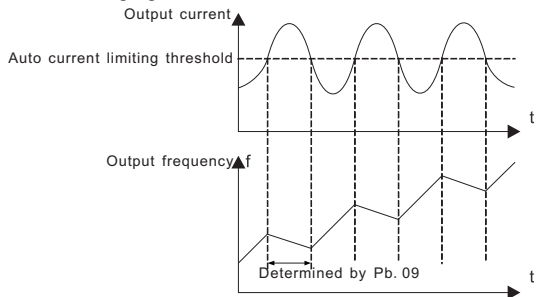 Output current
Auto current limiting threshold
t
Output frequency f
Determined by Pb. 09
t